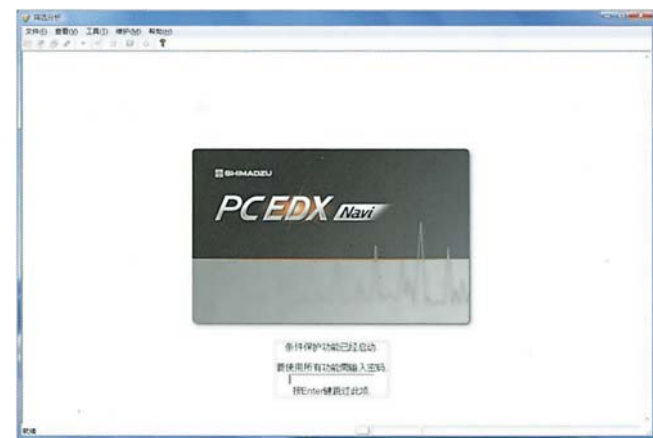 筛选分析
文件(F) 查看(V) 工具(T) 维护(M) 帮助(H)
SHIMADZU
PCEDX Navi
条件保护功能已经启动
要使用所有功能需输入密码
按Enter键跳过此项
就绪